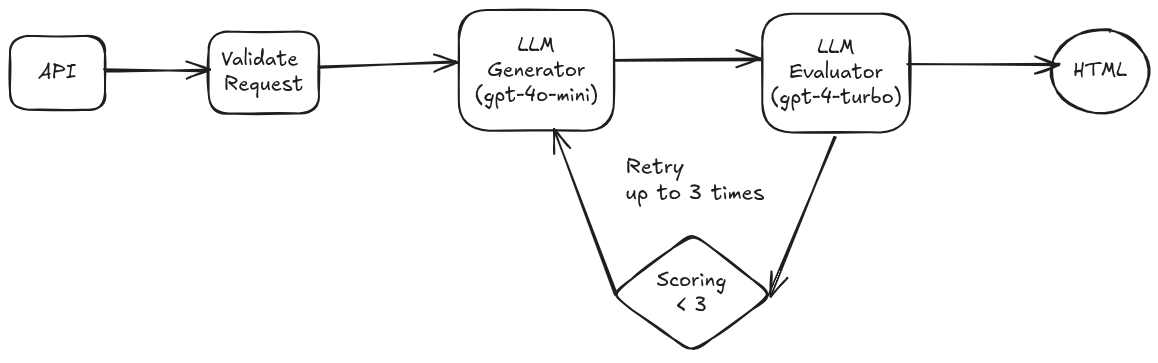 API
Validate
Request
LLM
Generator
(gpt-4o-mini)
LLM
Evaluator
(gpt-4-turbo)
HTML
Retry
up to 3 times
Scoring
< 3